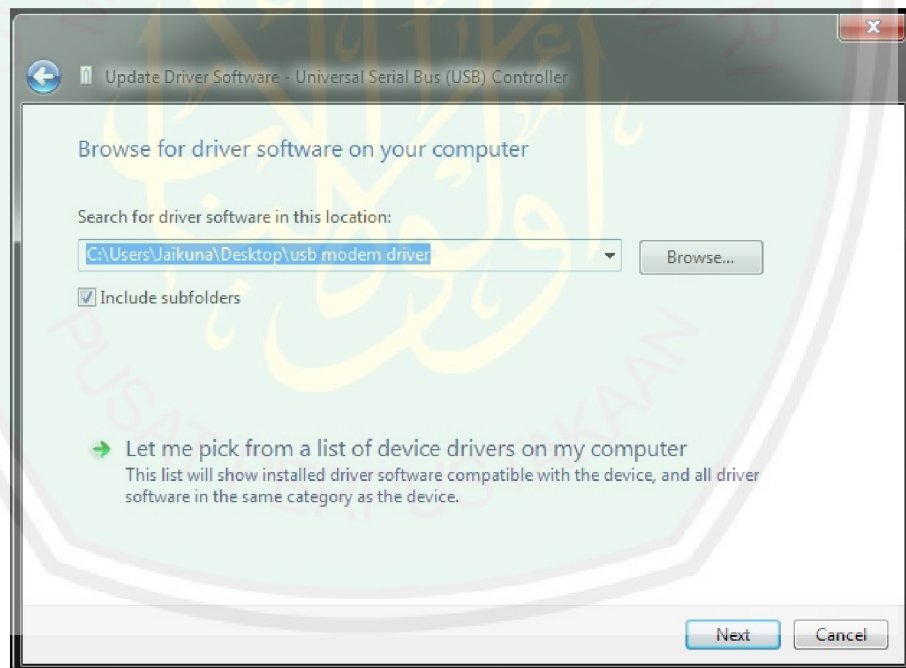 Update Driver Software - Universal Serial Bus (USB) Controller
Browse for driver software on your computer
Search for driver software in this location:
C:\Users\Jaikuna\Desktop\usb modem driver
Browse...
Include subfolders
Let me pick from a list of device drivers on my computer
This list will show installed driver software compatible with the device, and all driver
software in the same category as the device.
Next
Cancel
PUSAT PERPUSTAKAAN